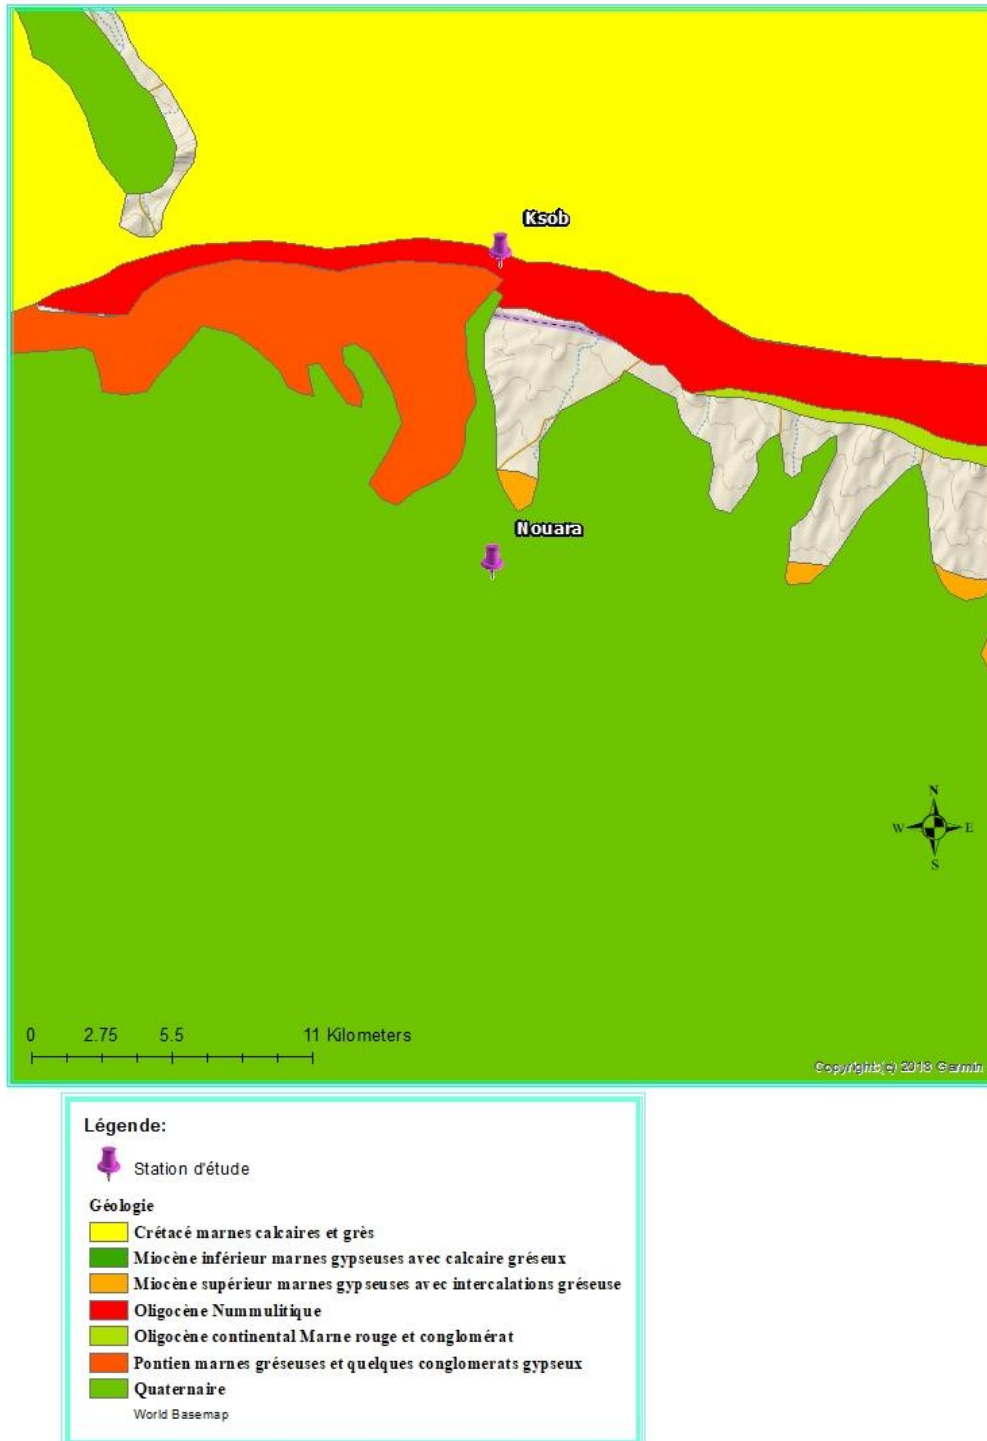 Ksob
Nouara
N
W E
S
0 2.75 5.5 11 Kilometers
Copyright:(c) 2018 Garmin
Légende:
Station d'étude
Géologie
Crétacé marnes calcaires et grès
Miocène inférieur marnes gypseuses avec calcaire gréseux
Miocène supérieur marnes gypseuses avec intercalations gréseuse
Oligocène Nummulitique
Oligocène continental Marne rouge et conglomérat
Pontien marnes gréseuses et quelques conglomerats gypseux
Quaternaire
World Basemap